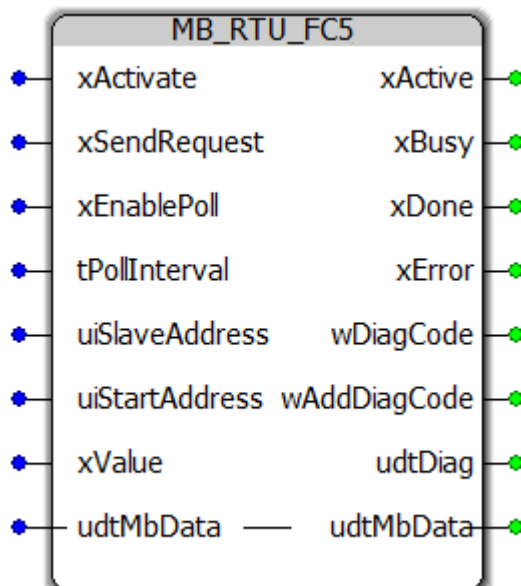 MB_RTU_FC5
xActivate xActive
xSendRequest xBusy
xEnablePoll xDone
tPollInterval xError
uiSlaveAddress wDiagCode
uiStartAddress wAddDiagCode
xValue udtDiag
udtMbData udtMbData